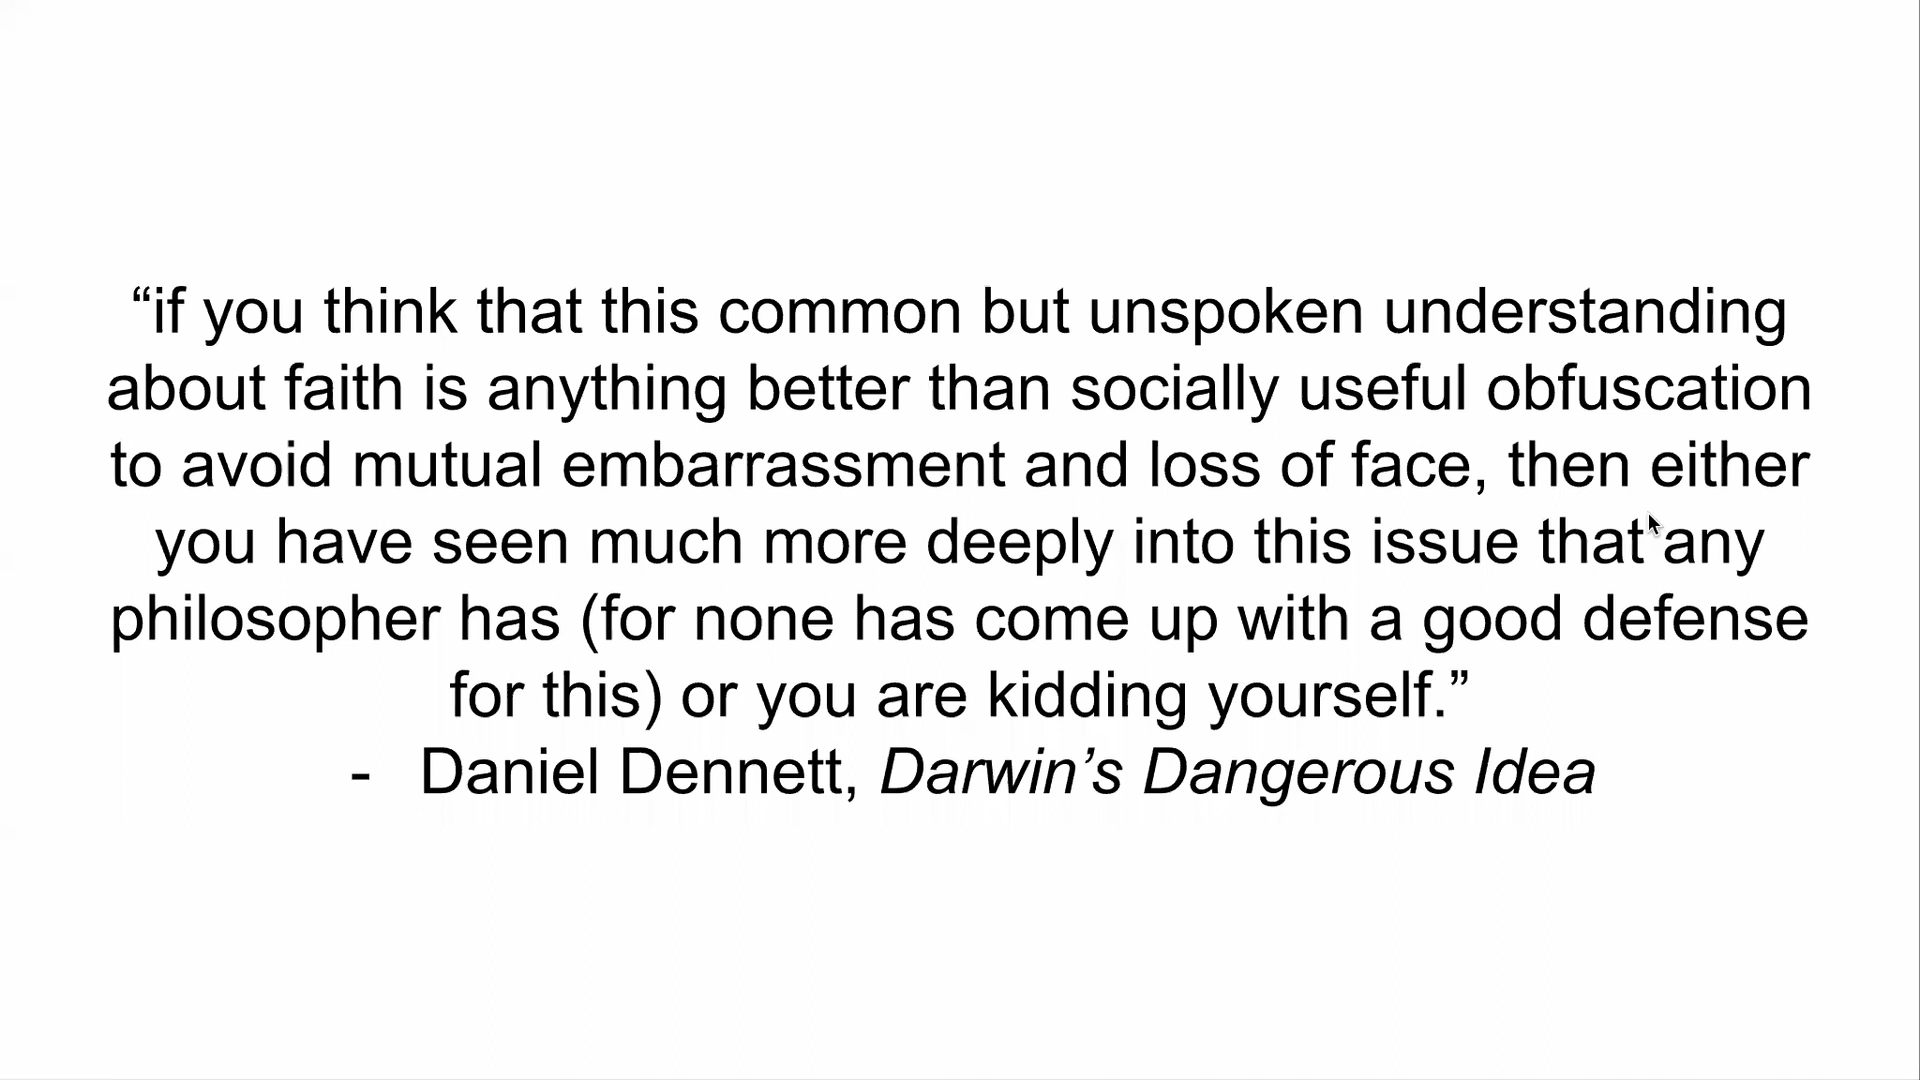 “if you think that this common but unspoken understanding
about faith is anything better than socially useful obfuscation
to avoid mutual embarrassment and loss of face, then either
you have seen much more deeply into this issue that any
philosopher has (for none has come up with a good defense
for this) or you are kidding yourself.”
- Daniel Dennett, Darwin’s Dangerous Idea